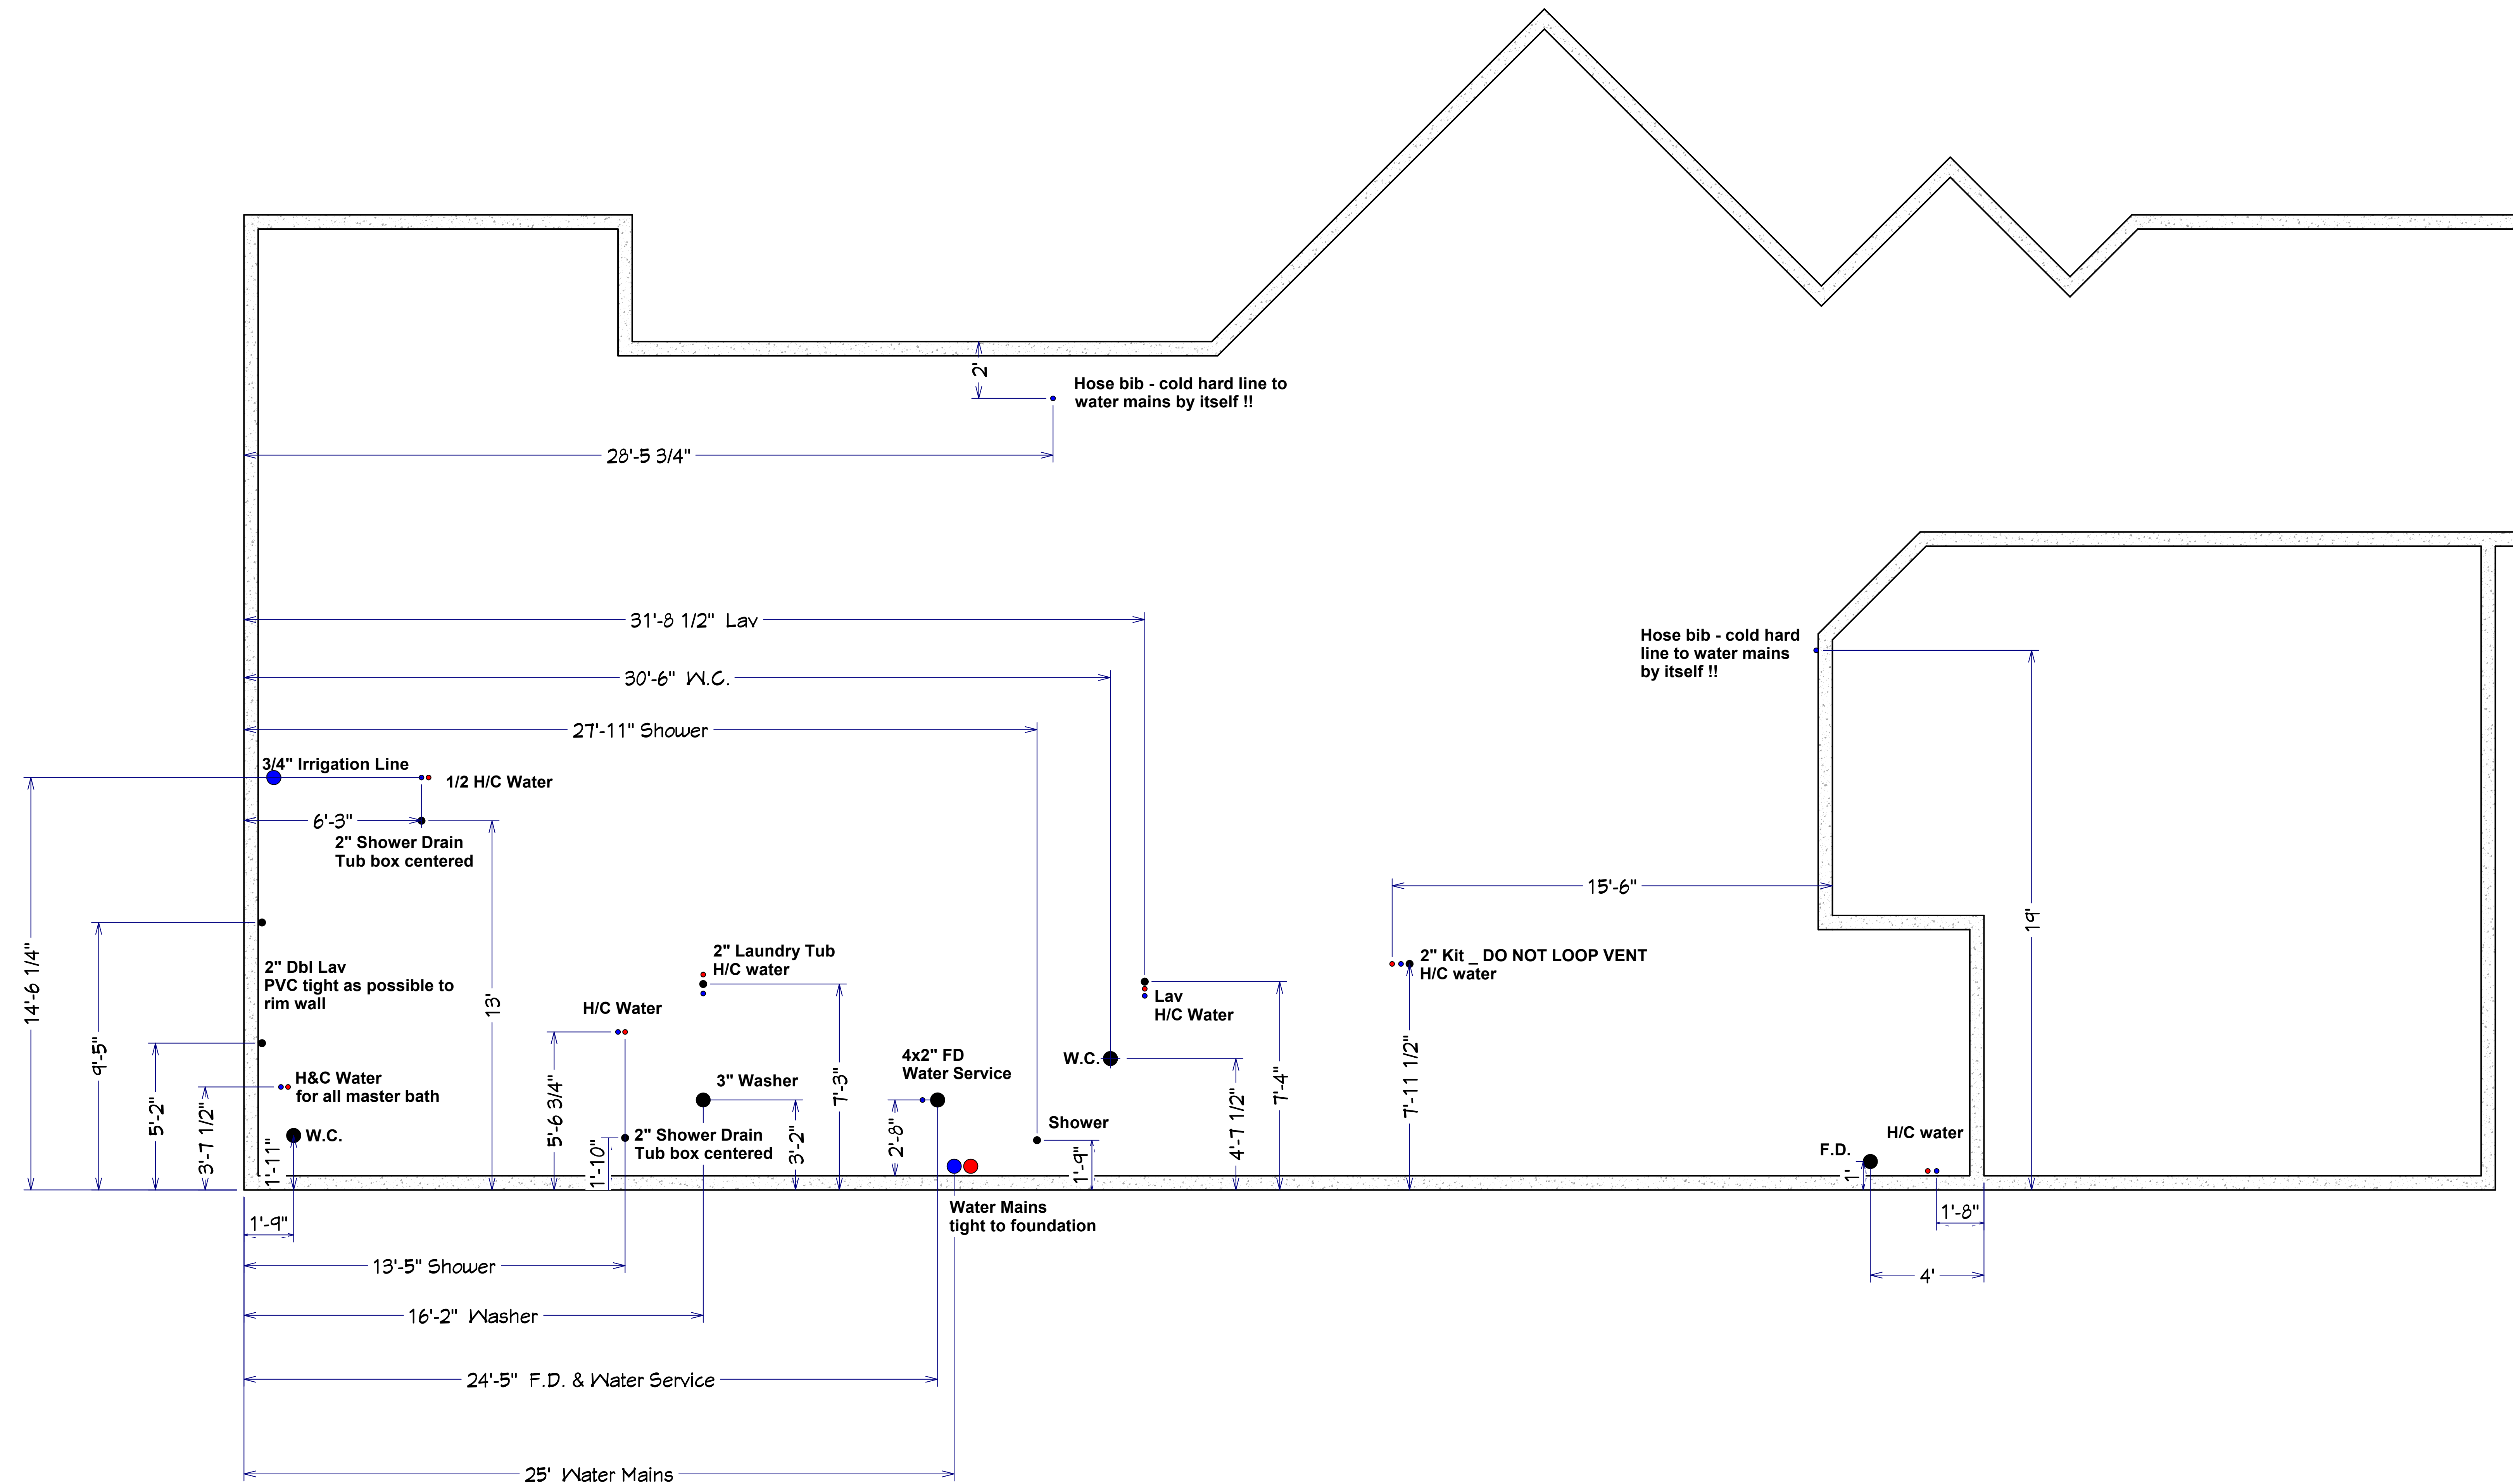 2'
Hose bib - cold hard line to
water mains by itself !!
28'-5 3/4"
31'-8 1/2" Lav
Hose bib - cold hard
line to water mains
by itself !!
30'-6" W.C.
27'-11" Shower
3/4" Irrigation Line
1/2 H/C Water
6'-3"
2" Shower Drain
Tub box centered
15'-6"
19'
14'-6 1/4"
9'-5"
2" Dbl Lav
PVC tight as possible to
rim wall
13'
2" Laundry Tub
H/C water
2" Kit _ DO NOT LOOP VENT
H/C water
H/C Water
Lav
H/C Water
4x2" FD
Water Service
W.C.
H&C Water
for all master bath
3" Washer
5'-2"
3'-7 1/2"
5'-6 3/4"
7'-3"
2'-8"
4'-7 1/2"
7'-4"
7'-11 1/2"
Shower
W.C.
1'-11"
1'-10"
2" Shower Drain
Tub box centered
3'-2"
1'-9"
H/C water
F.D.
1'
Water Mains
tight to foundation
1'-9"
1'-8"
13'-5" Shower
4'
16'-2" Washer
24'-5" F.D. & Water Service
25' Water Mains